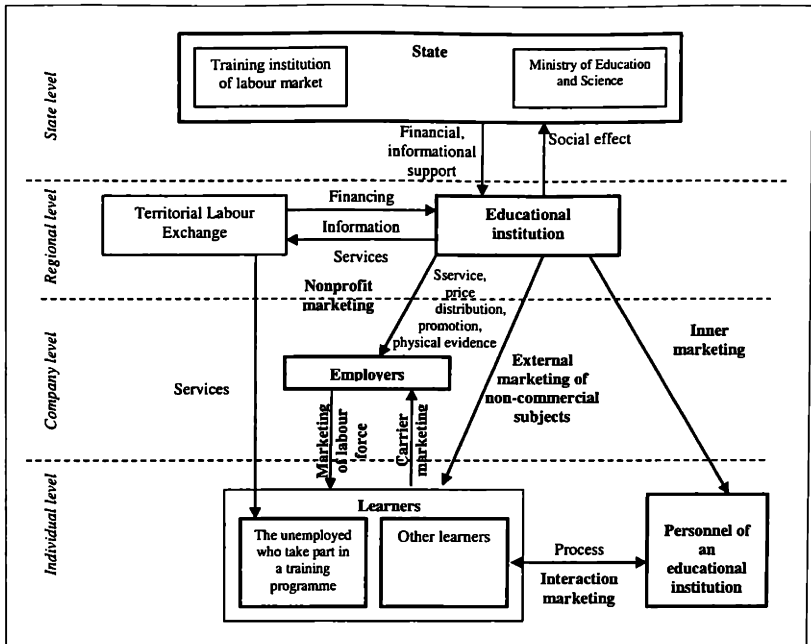 State level
State
Training institution
of labour market
Ministry of Education
and Science
Financial,
informational
support
Social effect
Regional level
Territorial Labour
Exchange
Financing
Information
Services
Educational
institution
Nonprofit
marketing
Sservice,
price
distribution,
promotion,
physical evidence
Company level
Employers
Services
External
marketing of
non-commercial
subjects
Inner
marketing
Marketing
of labour
force
Carrier
marketing
Individual level
Learners
The unemployed
who take part in
a training
programme
Other learners
Process
Interaction
marketing
Personnel of
an
educational
institution